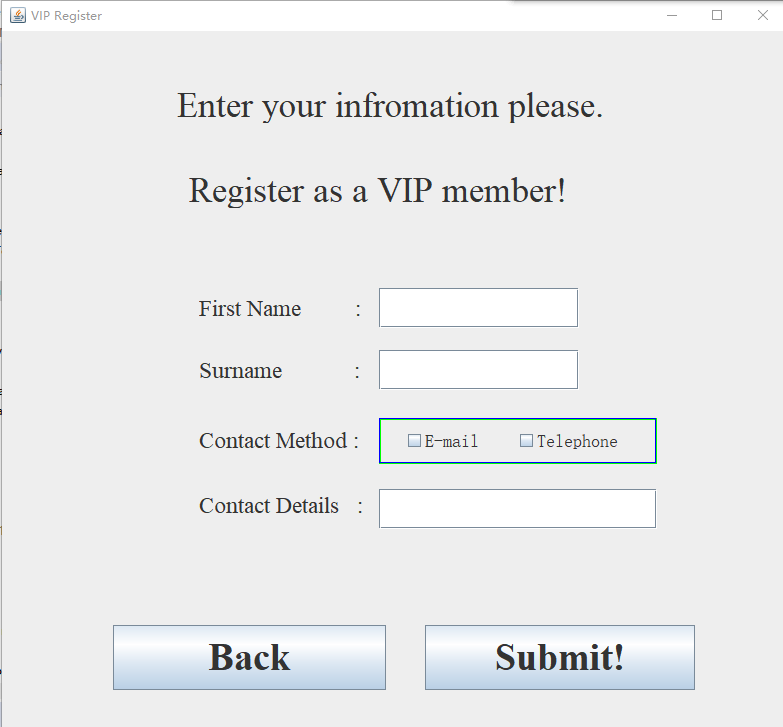 VIP Register
Enter your infromation please.
Register as a VIP member!
First Name :
Surname :
Contact Method : E-mail Telephone
Contact Details :
Back Submit!